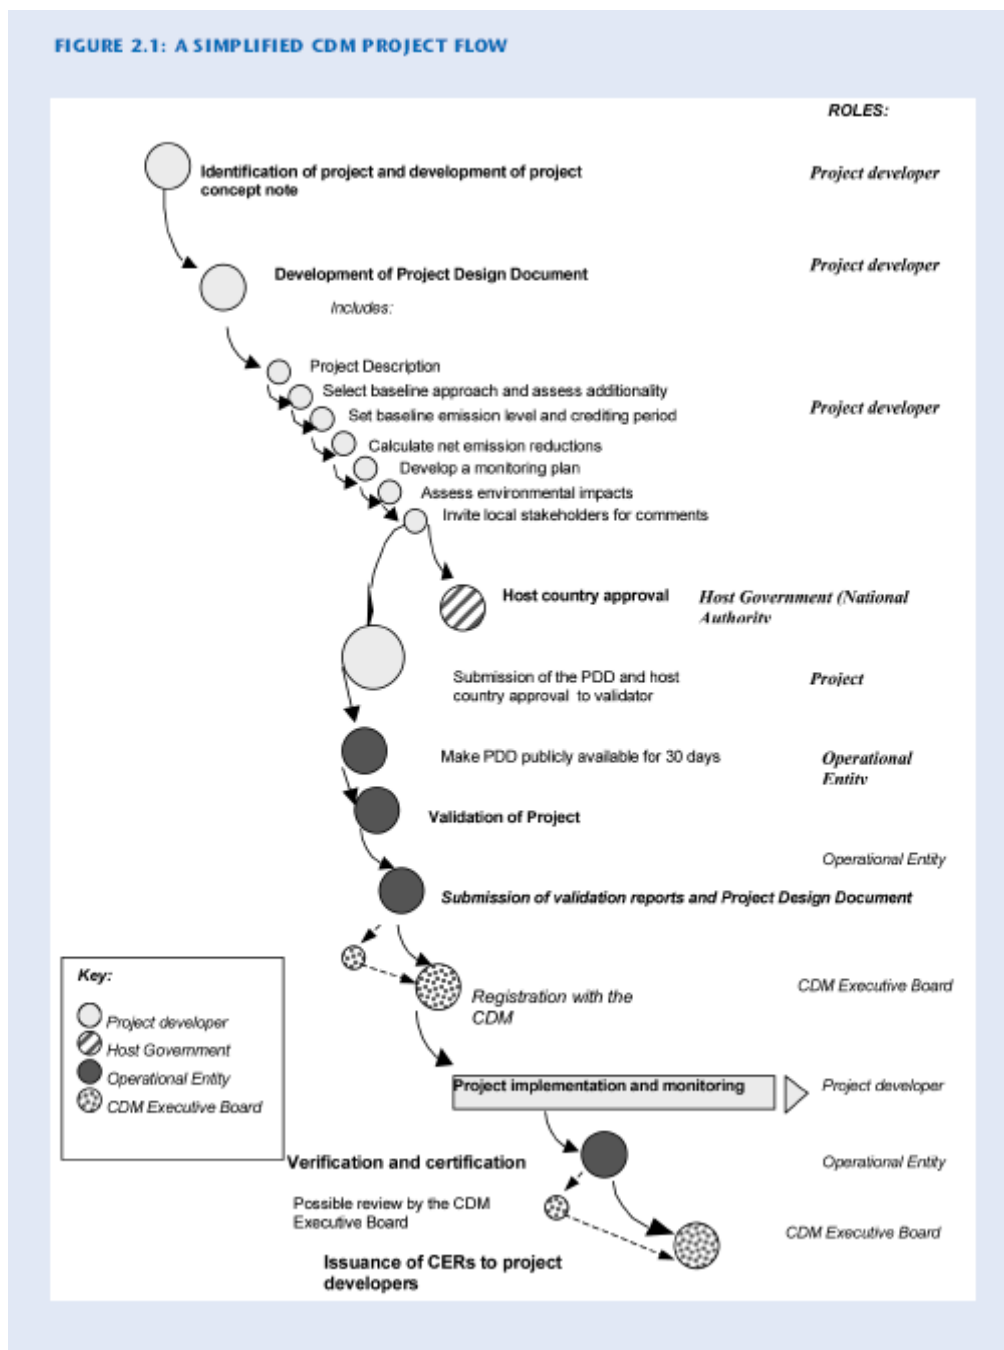 FIGURE 2.1: A SIMPLIFIED CDM PROJECT FLOW
ROLES:
Identification of project and development of project
concept note
Project developer
Development of Project Design Document
Project developer
Includes:
Project Description
Select baseline approach and assess additionality
Set baseline emission level and crediting period
Project developer
Calculate net emission reductions
Develop a monitoring plan
Assess environmental impacts
Invite local stakeholders for comments
Host country approval
Host Government (National
Authority
Submission of the PDD and host
country approval to validator
Project
Make PDD publicly available for 30 days
Operational
Entity
Validation of Project
Operational Entity
Submission of validation reports and Project Design Document
Registration with the
CDM
CDM Executive Board
Key:
Project developer
Host Government
Operational Entity
CDM Executive Board
Project implementation and monitoring
Project developer
Verification and certification
Operational Entity
Possible review by the CDM
Executive Board
CDM Executive Board
Issuance of CERs to project
developers